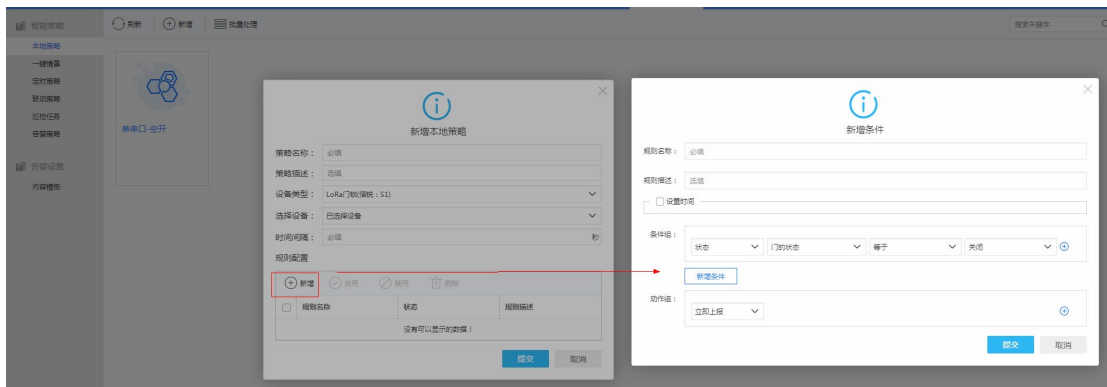 智能策略
本地策略
一键情景
定时策略
联动策略
巡检任务
告警策略
告警设置
内容模板
刷新 新增 批量处理
搜索关键字
单串口-空开
新增本地策略
策略名称： 必填
策略描述： 选填
设备类型： LoRa门锁(信锐：S1)
选择设备： 已选择设备
时间间隔： 必填 秒
规则配置
新增 启用 禁用 删除
规则名称 状态 规则描述
没有可以显示的数据！
提交 取消
新增条件
规则名称： 必填
规则描述： 选填
设置时间
条件组：
状态 门的状态 等于 关闭
新增条件
动作组：
立即上报
提交 取消